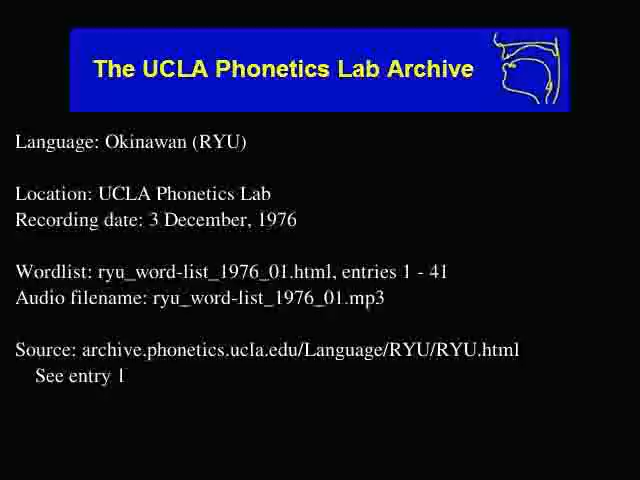 The UCLA Phonetics Lab Archive
Language: Okinawan (RYU)
Location: UCLA Phonetics Lab
Recording date: 3 December, 1976
Wordlist: ryu_word-list_1976_01.html, entries 1 - 41
Audio filename: ryu_word-list_1976_01.mp3
Source: archive.phonetics.ucla.edu/Language/RYU/RYU.html
See entry 1